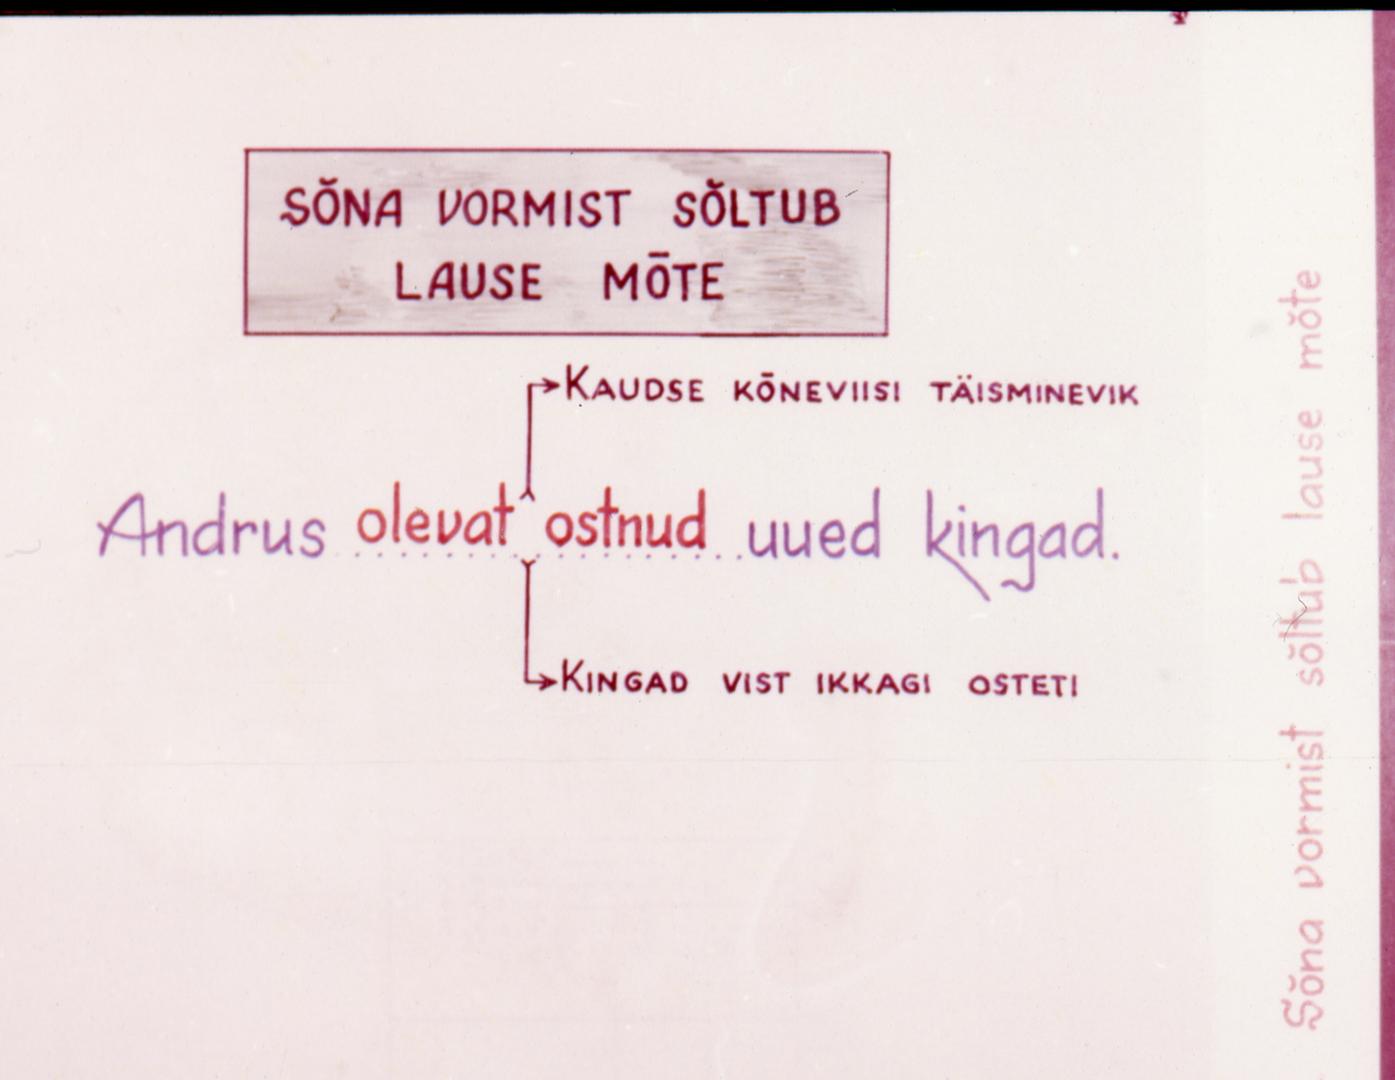 SÕNA VORMIST SÕLTUB
LAUSE MÕTE
KAUDSE KÕNEVIISI TÄISMINEVIK
Andrus olevat ostnud uued kingad.
KINGAD VIST IKKAGI OSTETI
Sõna vormist sõltub lause mõte